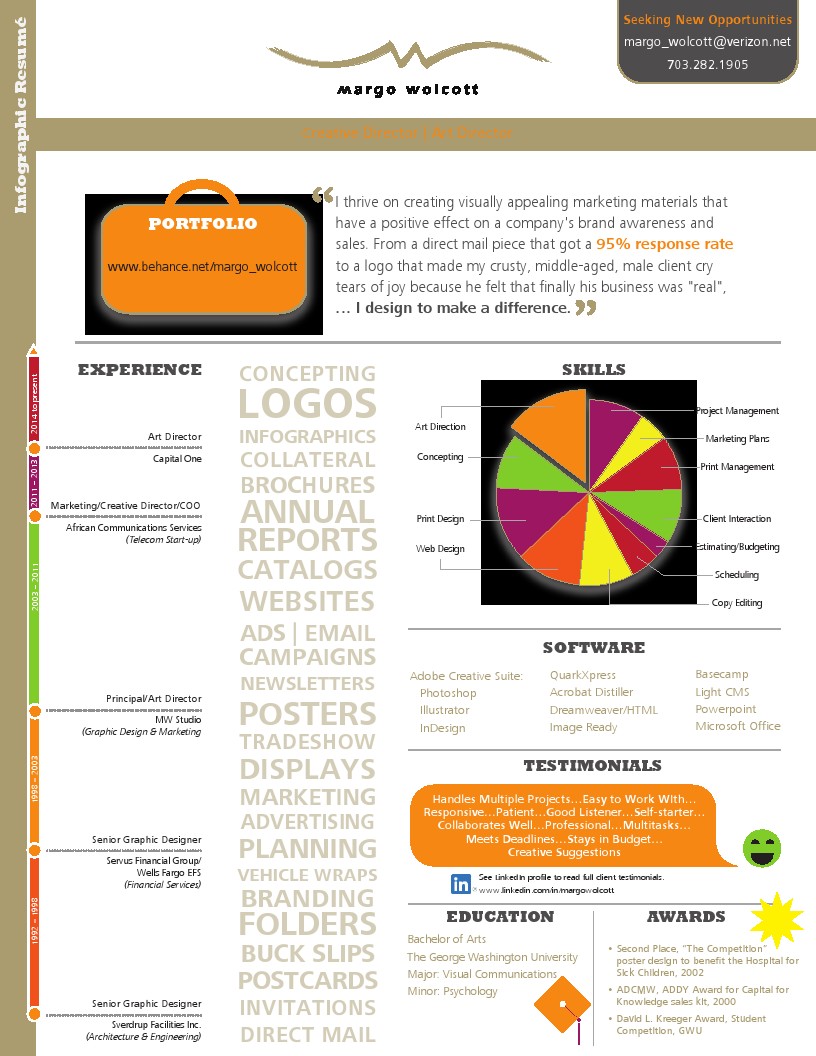 Infographic Resumé
Seeking New Opportunities
margo_wolcott@verizon.net
703.282.1905
margo wolcott
Creative Director | Art Director
PORTFOLIO
www.behance.net/margo_wolcott
“I thrive on creating visually appealing marketing materials that
have a positive effect on a company's brand awareness and
sales. From a direct mail piece that got a 95% response rate
to a logo that made my crusty, middle-aged, male client cry
tears of joy because he felt that finally his business was "real",
... I design to make a difference.”
EXPERIENCE
2014 to present
Art Director
Capital One
2011 – 2013
Marketing/Creative Director/COO
African Communications Services
(Telecom Start-up)
2003 – 2011
Principal/Art Director
MW Studio
(Graphic Design & Marketing
1998 – 2003
Senior Graphic Designer
Servus Financial Group/
Wells Fargo EFS
(Financial Services)
1992 – 1998
Senior Graphic Designer
Sverdrup Facilities Inc.
(Architecture & Engineering)
CONCEPTING
LOGOS
INFOGRAPHICS
COLLATERAL
BROCHURES
ANNUAL
REPORTS
CATALOGS
WEBSITES
ADS | EMAIL
CAMPAIGNS
NEWSLETTERS
POSTERS
TRADESHOW
DISPLAYS
MARKETING
ADVERTISING
PLANNING
VEHICLE WRAPS
BRANDING
FOLDERS
BUCK SLIPS
POSTCARDS
INVITATIONS
DIRECT MAIL
SKILLS
Art Direction
Concepting
Print Design
Web Design
Project Management
Marketing Plans
Print Management
Client Interaction
Estimating/Budgeting
Scheduling
Copy Editing
SOFTWARE
Adobe Creative Suite:
Photoshop
Illustrator
InDesign
QuarkXpress
Acrobat Distiller
Dreamweaver/HTML
Image Ready
Basecamp
Light CMS
Powerpoint
Microsoft Office
TESTIMONIALS
Handles Multiple Projects...Easy to Work With...
Responsive...Patient...Good Listener...Self-starter...
Collaborates Well...Professional...Multitasks...
Meets Deadlines...Stays in Budget...
Creative Suggestions
in
See LinkedIn profile to read full client testimonials.
www.linkedin.com/in/margowolcott
EDUCATION
Bachelor of Arts
The George Washington University
Major: Visual Communications
Minor: Psychology
AWARDS
• Second Place, "The Competition"
poster design to benefit the Hospital for
Sick Children, 2002
• ADCMW, ADDY Award for Capital for
Knowledge sales kit, 2000
• David L. Kreeger Award, Student
Competition, GWU